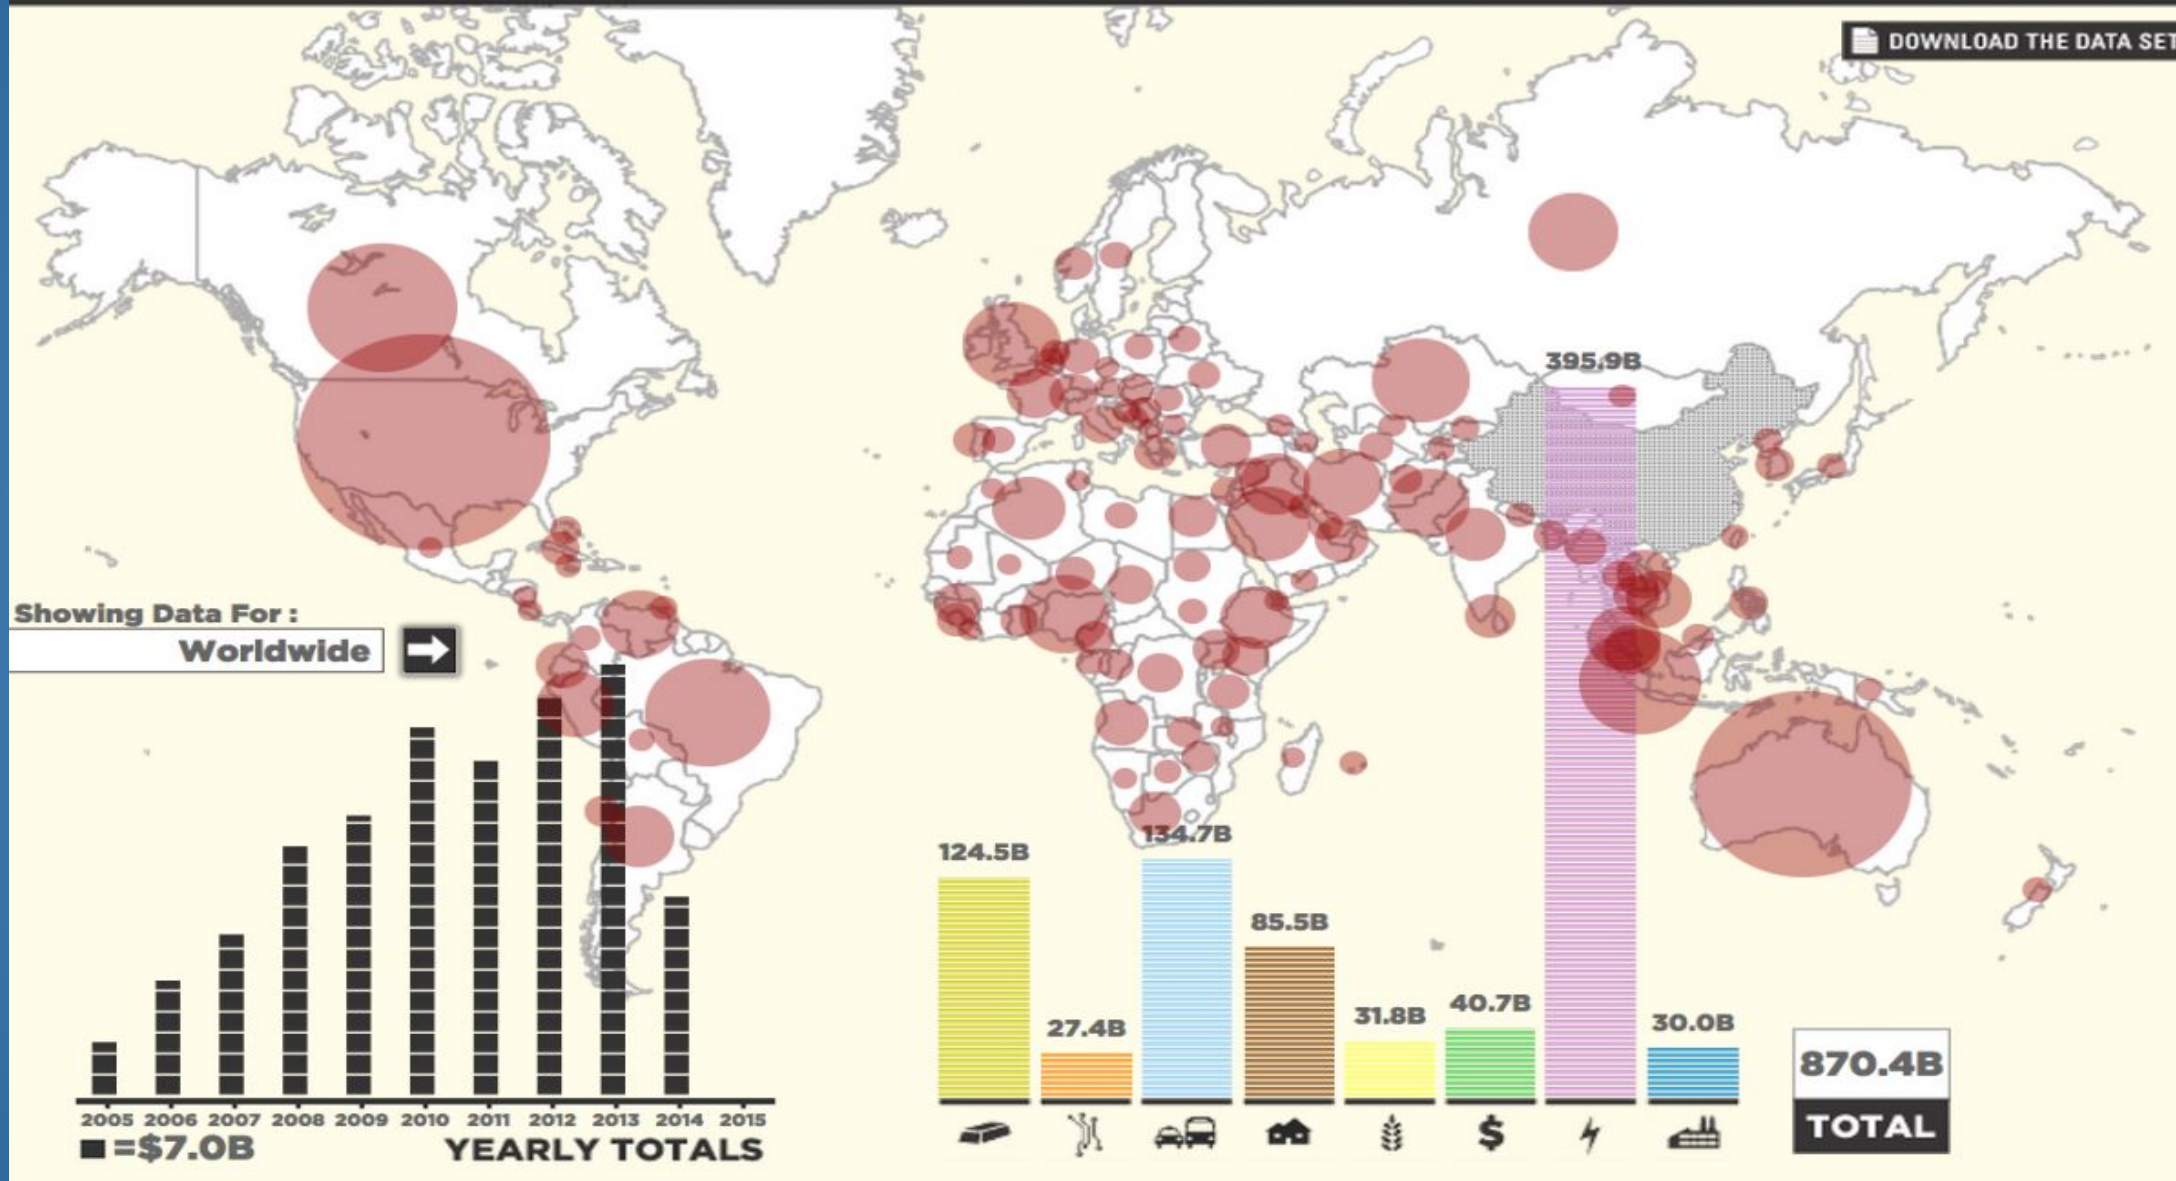 DOWNLOAD THE DATA SET
395.9B
Showing Data For :
Worldwide
134.7B
124.5B
85.5B
31.8B
40.7B
27.4B
30.0B
870.4B
TOTAL
2005 2006 2007 2008 2009 2010 2011 2012 2013 2014 2015
=$7.0B
YEARLY TOTALS
$